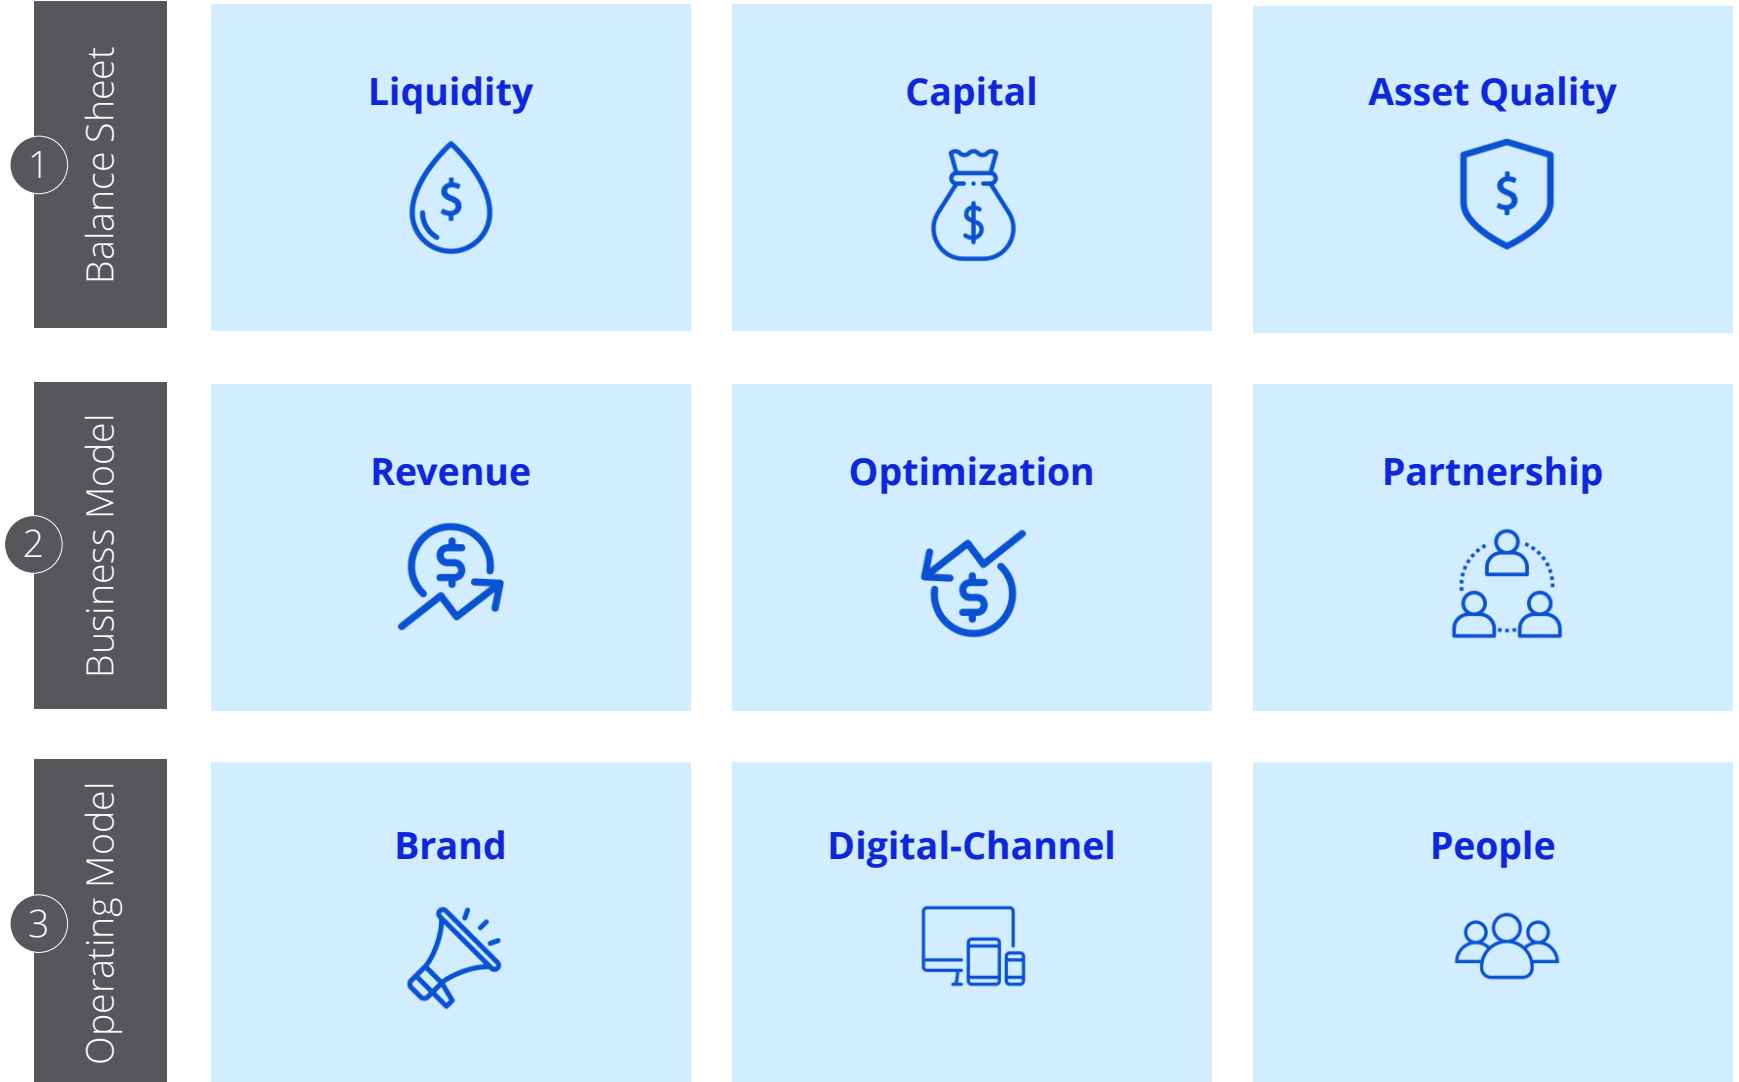 1
Balance Sheet
Liquidity
$
Capital
$
Asset Quality
$
2
Business Model
Revenue
$
Optimization
$
Partnership
3
Operating Model
Brand
Digital-Channel
People